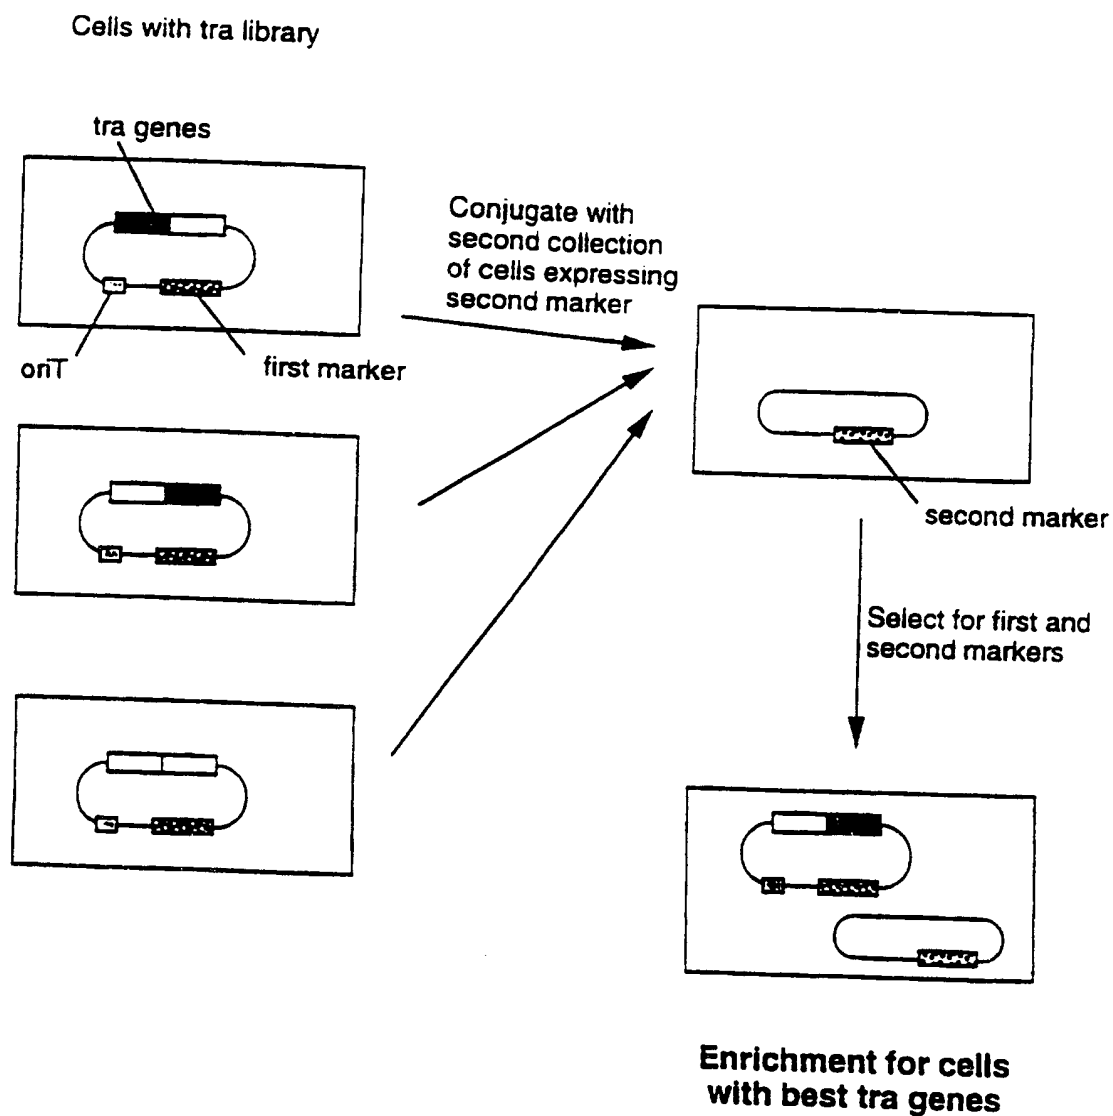 Cells with tra library
tra genes
Conjugate with
second collection
of cells expressing
second marker
oriT
first marker
second marker
Select for first and
second markers
Enrichment for cells
with best tra genes